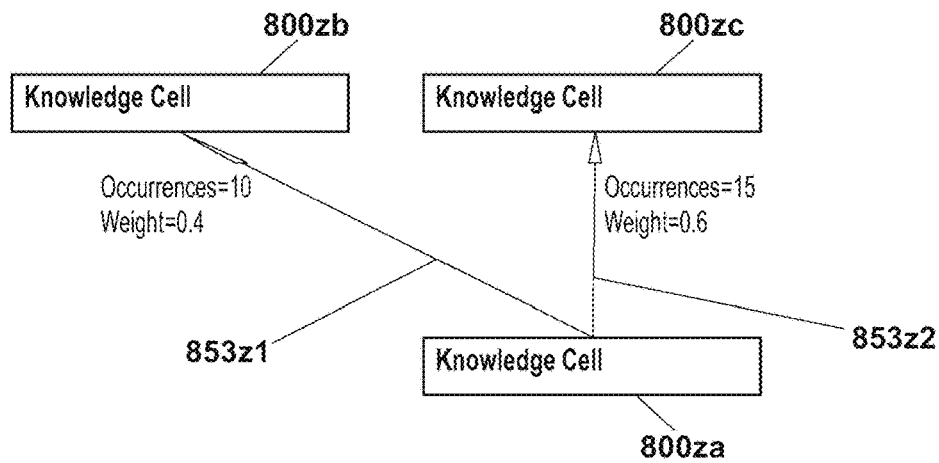 800zb
800zc
Knowledge Cell
Knowledge Cell
Occurrences=10
Weight=0.4
Occurrences=15
Weight=0.6
853z1
853z2
Knowledge Cell
800za